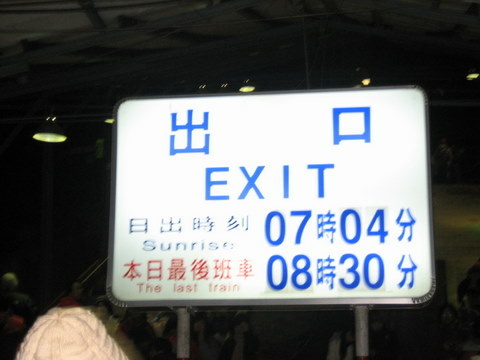 出 口
EXIT
日出時刻 07時04分
Sunrise
本日最後班車 08時30分
The last train